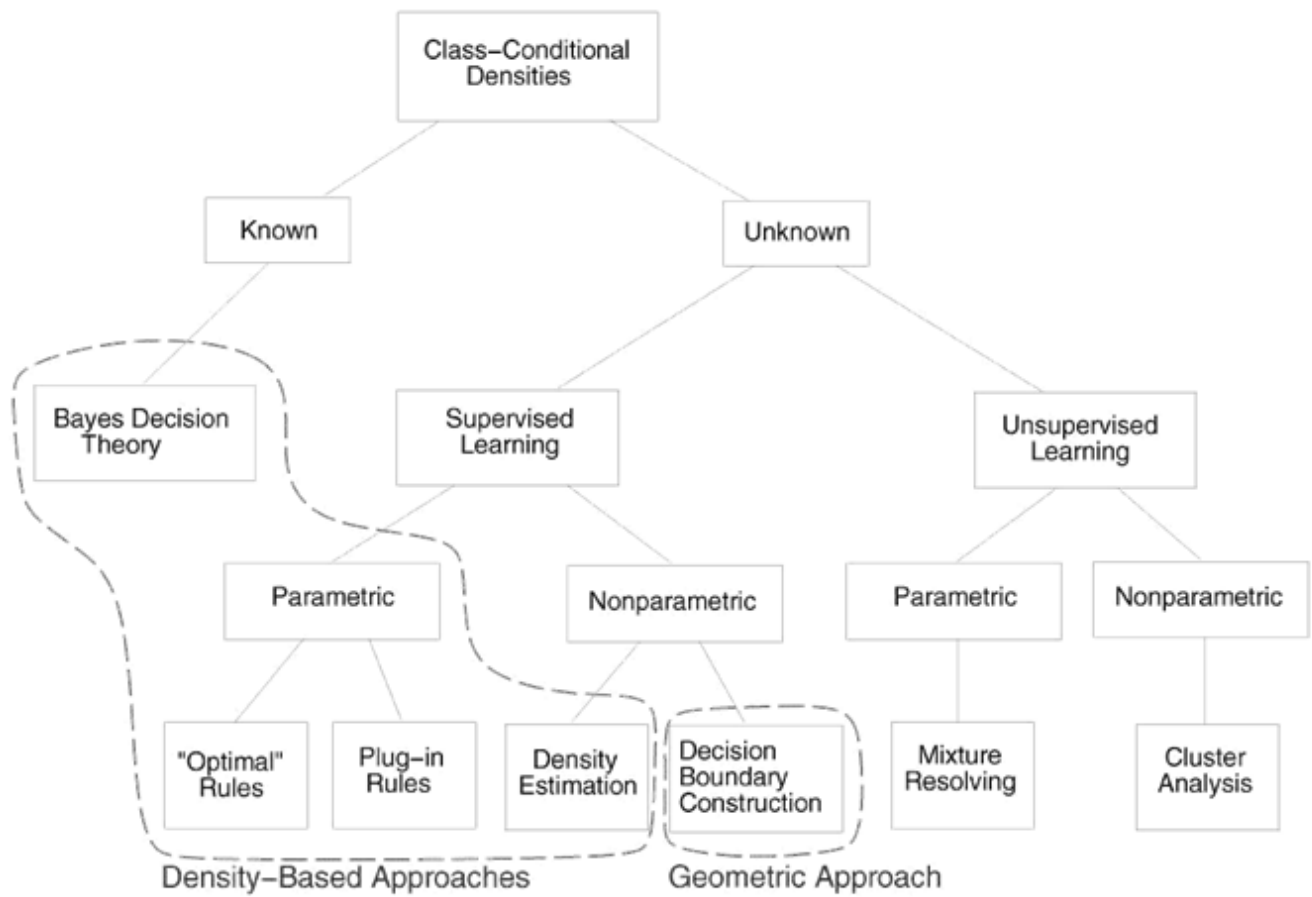 Class–Conditional
Densities
Known
Unknown
Bayes Decision
Theory
Supervised
Learning
Unsupervised
Learning
Parametric
Nonparametric
Parametric
Nonparametric
"Optimal"
Rules
Plug–in
Rules
Density
Estimation
Decision
Boundary
Construction
Mixture
Resolving
Cluster
Analysis
Density–Based Approaches
Geometric Approach